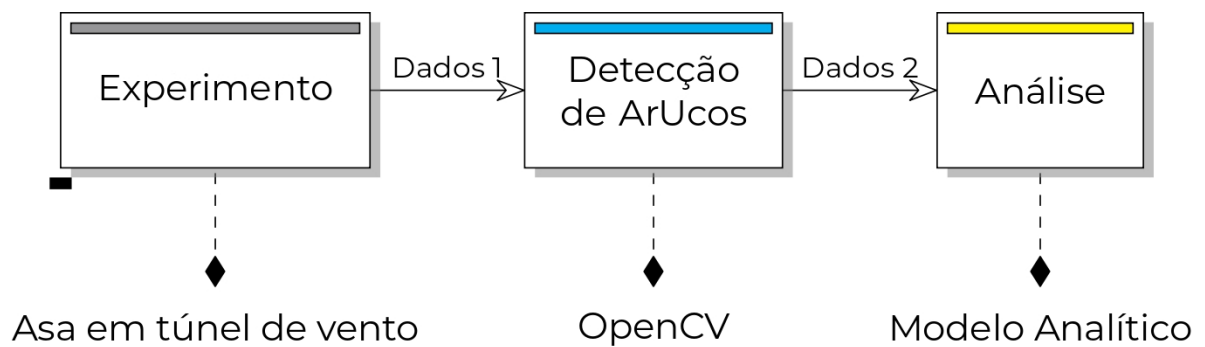 Experimento
Dados 1
Detecção
de ArUcos
Dados 2
Análise
Asa em túnel de vento
OpenCV
Modelo Analítico